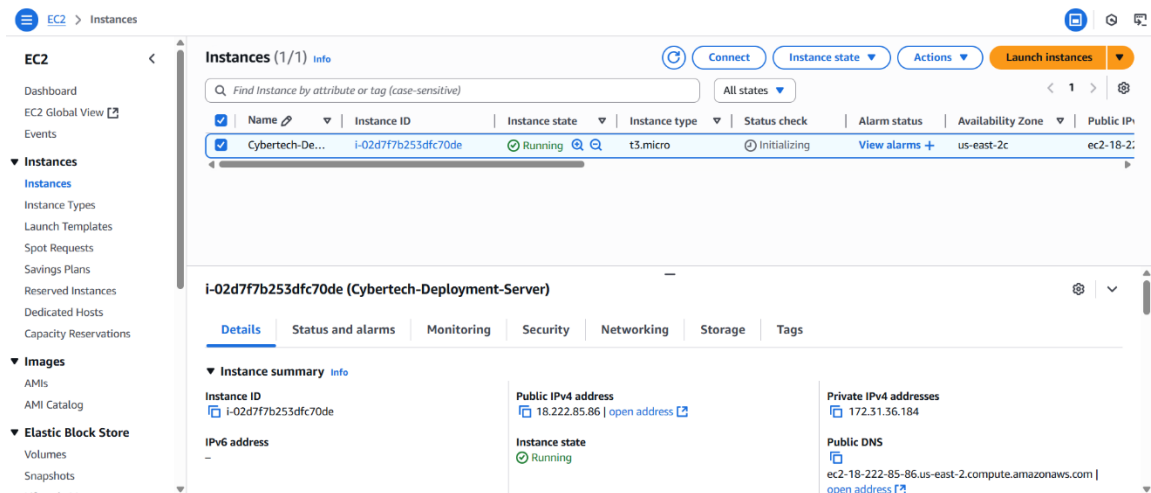 EC2 > Instances
EC2
Dashboard
EC2 Global View
Events
Instances
Instances
Instance Types
Launch Templates
Spot Requests
Savings Plans
Reserved Instances
Dedicated Hosts
Capacity Reservations
Images
AMIs
AMI Catalog
Elastic Block Store
Volumes
Snapshots
Instances (1/1) Info
Connect Instance state Actions Launch instances
Find Instance by attribute or tag (case-sensitive) All states 1
Name Instance ID Instance state Instance type Status check Alarm status Availability Zone Public IPv
Cybertech-De... i-02d7f7b253dfc70de Running t3.micro Initializing View alarms + us-east-2c ec2-18-22
i-02d7f7b253dfc70de (Cybertech-Deployment-Server)
Details Status and alarms Monitoring Security Networking Storage Tags
Instance summary Info
Instance ID Public IPv4 address Private IPv4 addresses
i-02d7f7b253dfc70de 18.222.85.86 | open address 172.31.36.184
IPv6 address Instance state Public DNS
– Running
ec2-18-222-85-86.us-east-2.compute.amazonaws.com |
open address